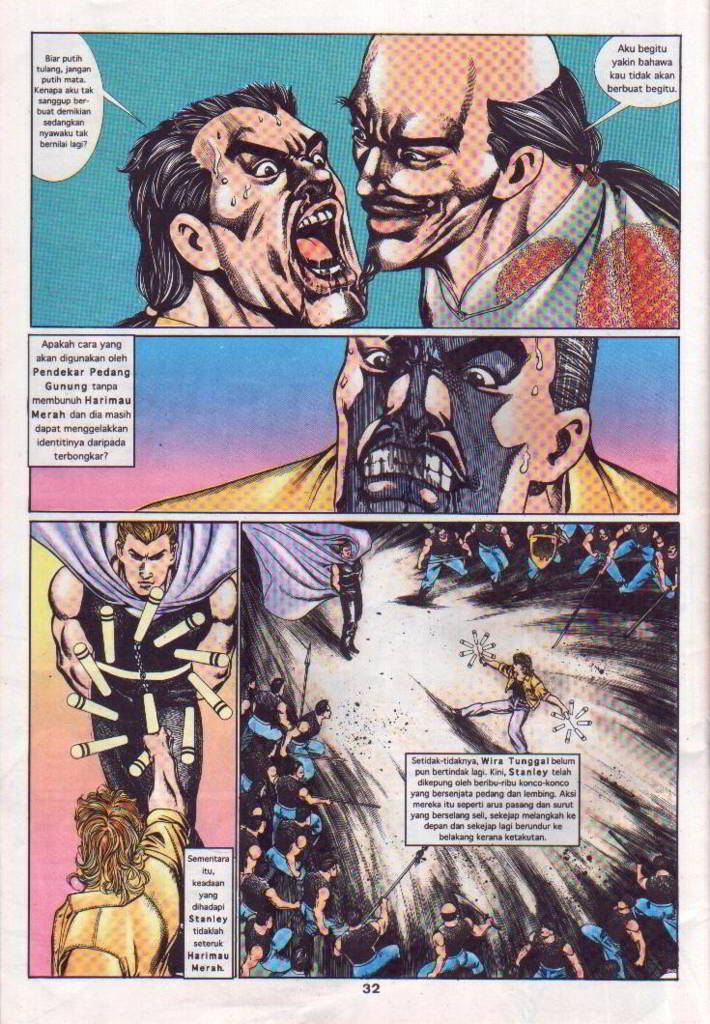 Biar putih
tulang, jangan
putih mata.
Kenapa aku tak
sanggup ber-
buat demikian
sedangkan
nyawaku tak
bernilai lagi?
Aku begitu
yakin bahawa
kau tidak akan
berbuat begitu.
Apakah cara yang
akan digunakan oleh
Pendekar Pedang
Gunung tanpa
membunuh Harimau
Merah dan dia masih
dapat menggelakkan
identitinya daripada
terbongkar?
Sementara
itu,
keadaan
yang
dihadapi
Stanley
tidaklah
seteruk
Harimau
Merah.
Setidak-tidaknya, Wira Tunggal belum
pun bertindak lagi. Kini, Stanley telah
dikepung oleh beribu-ribu konco-konco
yang bersenjata pedang dan lembing. Aksi
mereka itu seperti arus pasang dan surut
yang berselang seli, sekejap melangkah ke
depan dan sekejap lagi berundur ke
belakang kerana ketakutan.
32